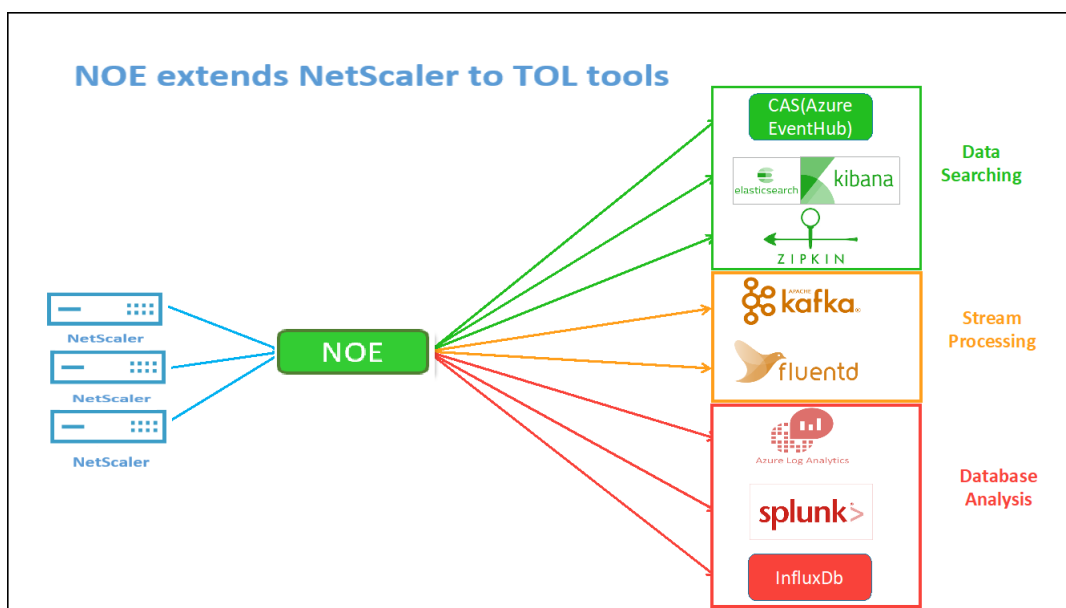 NOE extends NetScaler to TOL tools
CAS(Azure
EventHub)
elasticsearch
kibana
ZIPKIN
Data
Searching
APACHE
kafka®
fluentd
Stream
Processing
NetScaler
NetScaler
NetScaler
NOE
Azure Log Analytics
splunk>
InfluxDb
Database
Analysis